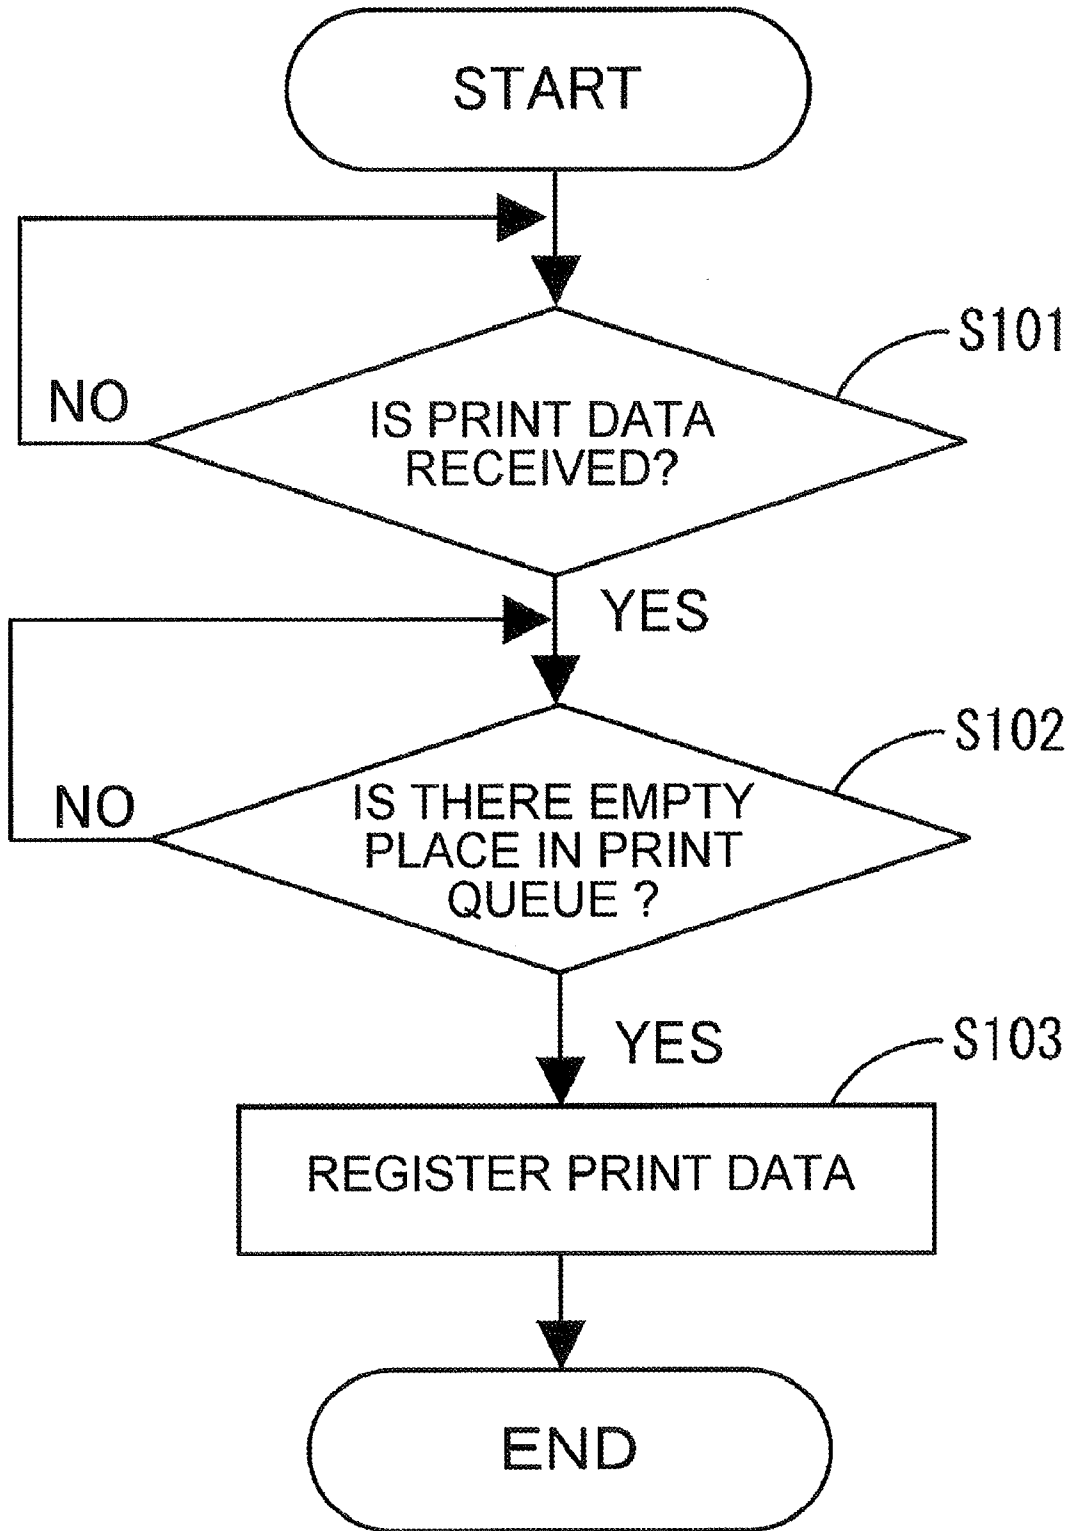 START
S101
NO
IS PRINT DATA
RECEIVED?
YES
S102
NO
IS THERE EMPTY
PLACE IN PRINT
QUEUE ?
YES
S103
REGISTER PRINT DATA
END